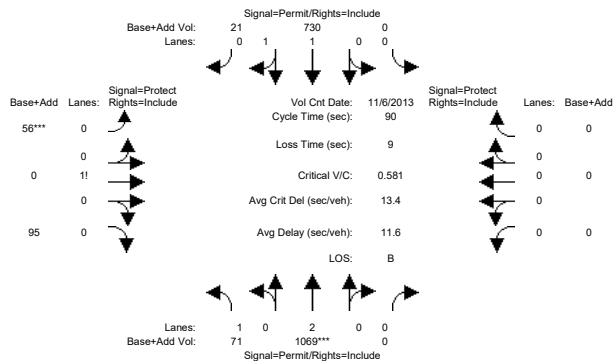 Signal=Permit/Rights=Include
Base+Add Vol: 21 730 0
Lanes: 0 1 1 0 0
Signal=Protect Signal=Protect
Base+Add Lanes: Rights=Include Vol Cnt Date: 11/6/2013 Rights=Include Lanes: Base+Add
Cycle Time (sec): 90
56*** 0 0 0
Loss Time (sec): 9
0 0
0 1! Critical V/C: 0.581 0 0
0 Avg Crit Del (sec/veh): 13.4 0
95 0 Avg Delay (sec/veh): 11.6 0 0
LOS: B
Lanes: 1 0 2 0 0
Base+Add Vol: 71 1069*** 0
Signal=Permit/Rights=Include